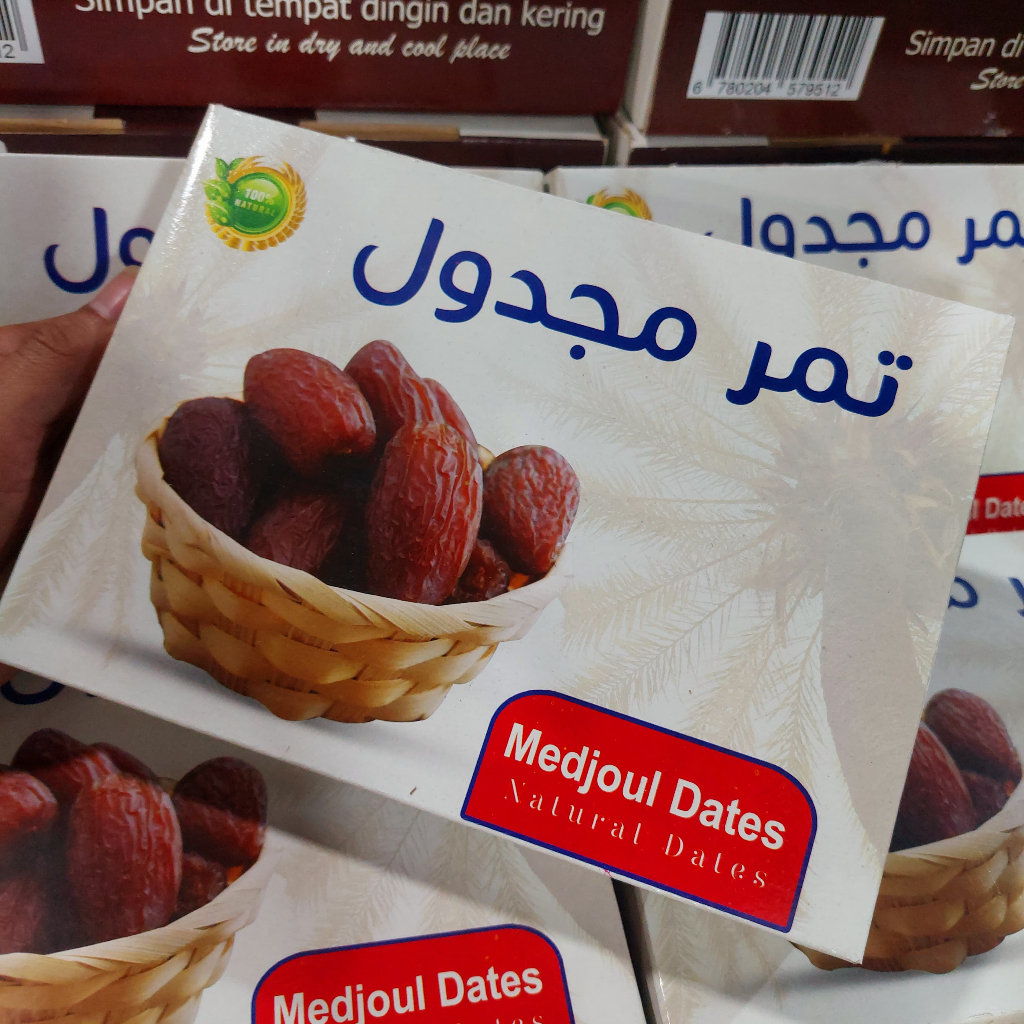 Simpan di tempat dingin dan kering
Store in dry and cool place
6 780204 579512
Simpan di
Store
100%
NATURAL
تمر مجدول
Medjoul Dates
Natural Dates
تمر مجدول
Medjoul Dates